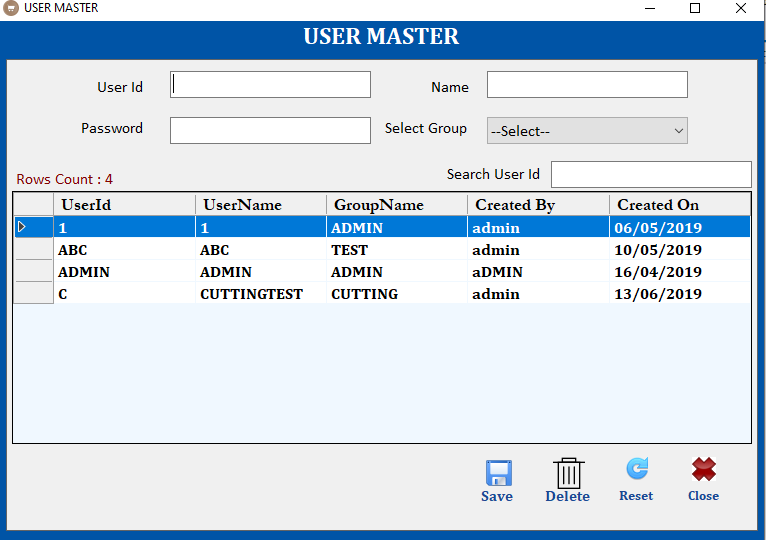 USER MASTER
USER MASTER
User Id Name
Password Select Group --Select--
Rows Count : 4 Search User Id
UserId UserName GroupName Created By Created On
1 1 ADMIN admin 06/05/2019
ABC ABC TEST admin 10/05/2019
ADMIN ADMIN ADMIN aDMIN 16/04/2019
C CUTTINGTEST CUTTING admin 13/06/2019
Save Delete Reset Close